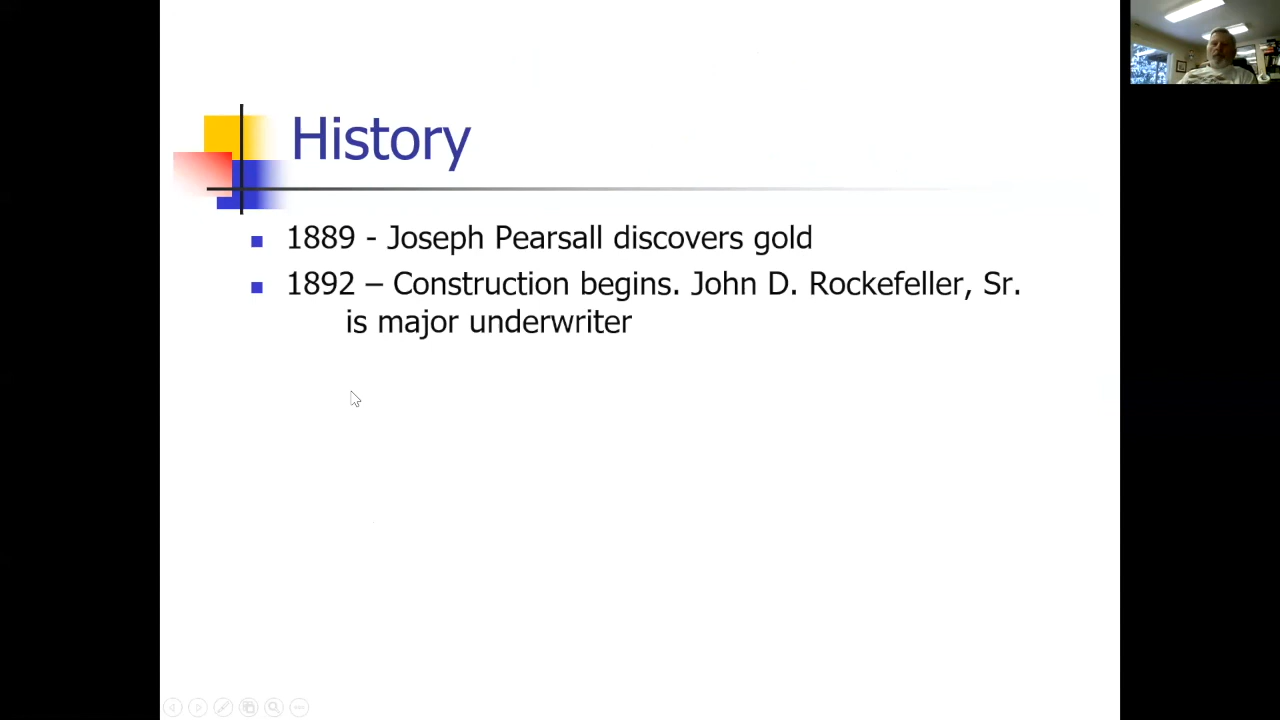 History
1889 - Joseph Pearsall discovers gold
1892 – Construction begins. John D. Rockefeller, Sr.
is major underwriter